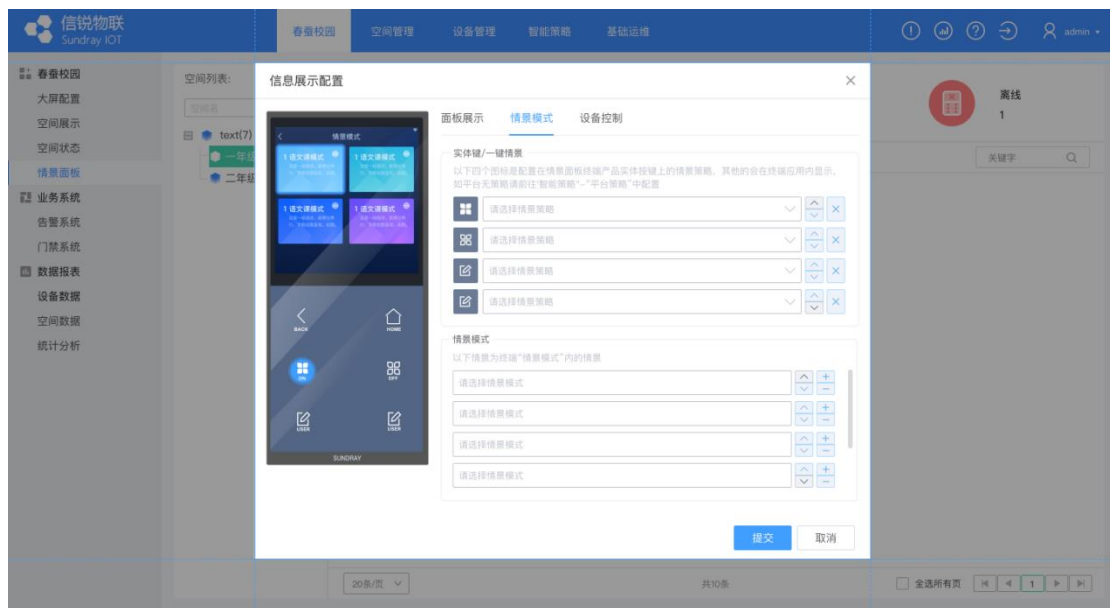 信锐物联
Sundray IOT
春蚕校园
空间管理
设备管理
智能策略
基础运维
admin
春蚕校园
大屏配置
空间展示
空间状态
情景面板
业务系统
告警系统
门禁系统
数据报表
设备数据
空间数据
统计分析
空间列表:
空间名
text(7)
一年级
二年级
离线
1
关键字
信息展示配置
情景模式
1 语文课模式
1 语文课模式
1 语文课模式
1 语文课模式
BACK
HOME
ON
OFF
USER
USER
SUNDRAY
面板展示
情景模式
设备控制
实体键/一键情景
以下四个图标是配置在情景面板终端产品实体按键上的情景策略，其他的会在终端应用内显示，
如平台无策略请前往"智能策略"-"平台策略"中配置
请选择情景策略
请选择情景策略
请选择情景策略
请选择情景策略
情景模式
以下情景为终端"情景模式"内的情景
请选择情景模式
请选择情景模式
请选择情景模式
请选择情景模式
提交
取消
20条/页
共10条
全选所有页
1